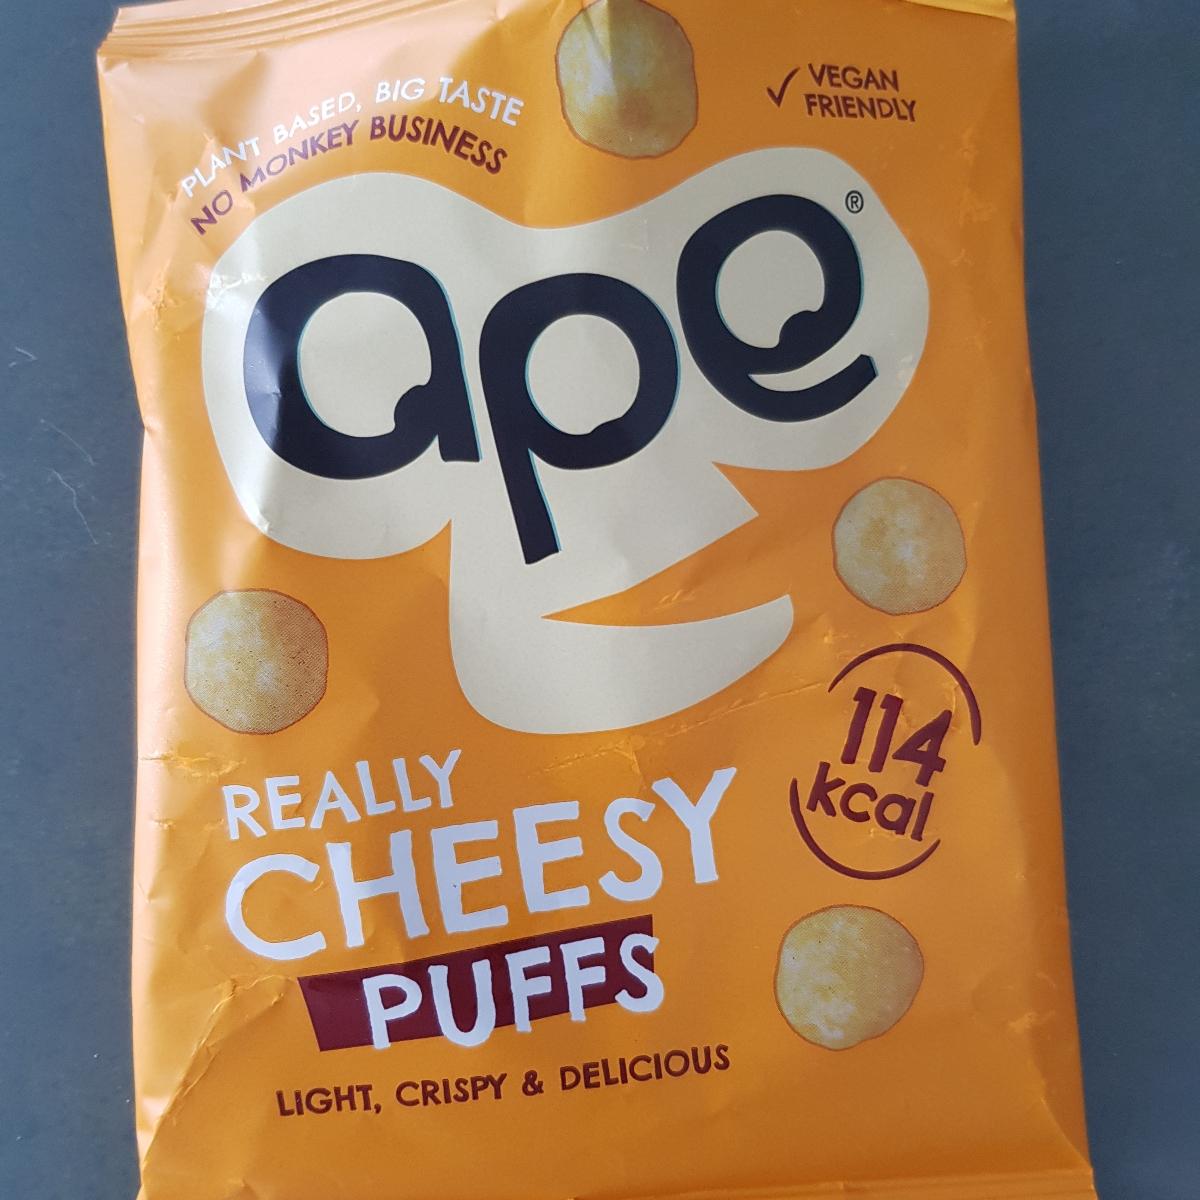 PLANT BASED, BIG TASTE
NO MONKEY BUSINESS
✓ VEGAN
FRIENDLY
ape®
114
kcal
REALLY
CHEESY
PUFFS
LIGHT, CRISPY & DELICIOUS